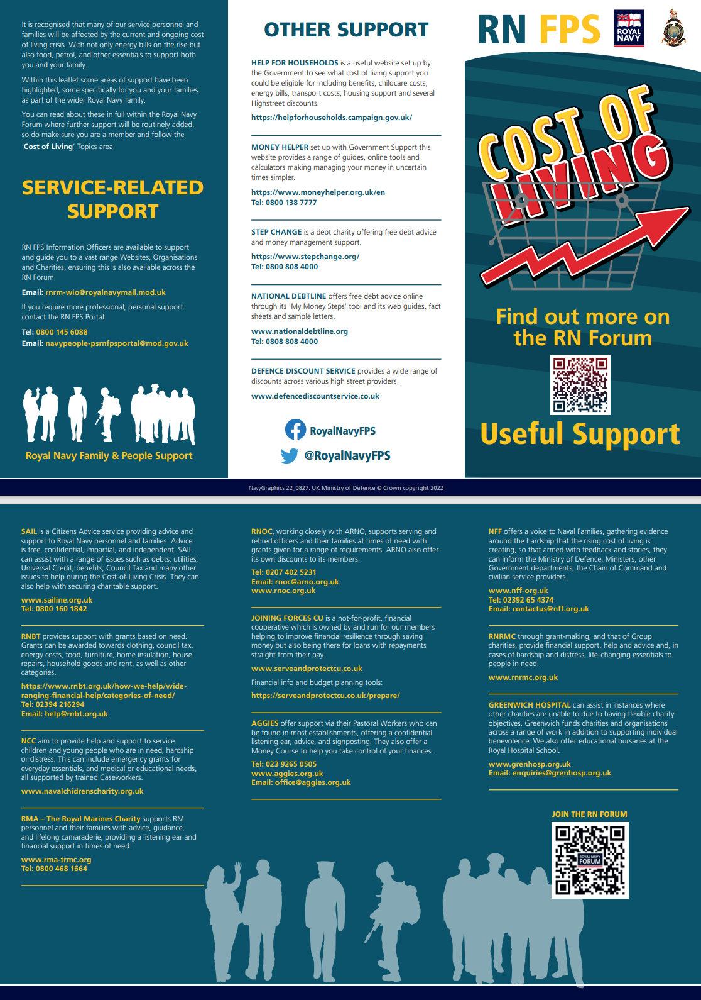 It is recognised that many of our service personnel and
families will be affected by the current and ongoing cost
of living crisis. With not only energy bills on the rise but
also food, petrol, and other essentials to support both
you and your family.
Within this leaflet some areas of support have been
highlighted, some specifically for you and your families
as part of the wider Royal Navy family.
You can read about these in full within the Royal Navy
Forum where further support will be routinely added,
so do make sure you are a member and follow the
'Cost of Living' Topics area.
SERVICE-RELATED
SUPPORT
RN FPS Information Officers are available to support
and guide you to a vast range Websites, Organisations
and Charities, ensuring this is also available across the
RN Forum.
Email: rnrm-wio@royalnavymail.mod.uk
If you require more professional, personal support
contact the RN FPS Portal.
Tel: 0800 145 6088
Email: navypeople-psrnfpsportal@mod.gov.uk
Royal Navy Family & People Support
OTHER SUPPORT
HELP FOR HOUSEHOLDS is a useful website set up by
the Government to see what cost of living support you
could be eligible for including benefits, childcare costs,
energy bills, transport costs, housing support and several
Highstreet discounts.
https://helpforhouseholds.campaign.gov.uk/
MONEY HELPER set up with Government Support this
website provides a range of guides, online tools and
calculators making managing your money in uncertain
times simpler.
https://www.moneyhelper.org.uk/en
Tel: 0800 138 7777
STEP CHANGE is a debt charity offering free debt advice
and money management support.
https://www.stepchange.org/
Tel: 0800 808 4000
NATIONAL DEBTLINE offers free debt advice online
through its 'My Money Steps' tool and its web guides, fact
sheets and sample letters.
www.nationaldebtline.org
Tel: 0808 808 4000
DEFENCE DISCOUNT SERVICE provides a wide range of
discounts across various high street providers.
www.defencediscountservice.co.uk
RoyalNavyFPS
@RoyalNavyFPS
RN FPS
ROYAL
NAVY
COST OF
LIVING
Find out more on
the RN Forum
Useful Support
NavyGraphics 22_0827. UK Ministry of Defence © Crown copyright 2022
SAIL is a Citizens Advice service providing advice and
support to Royal Navy personnel and families. Advice
is free, confidential, impartial, and independent. SAIL
can assist with a range of issues such as debts; utilities;
Universal Credit; benefits; Council Tax and many other
issues to help during the Cost-of-Living Crisis. They can
also help with securing charitable support.
www.sailine.org.uk
Tel: 0800 160 1842
RNBT provides support with grants based on need.
Grants can be awarded towards clothing, council tax,
energy costs, food, furniture, home insulation, house
repairs, household goods and rent, as well as other
categories.
https://www.rnbt.org.uk/how-we-help/wide-
ranging-financial-help/categories-of-need/
Tel: 02394 216294
Email: help@rnbt.org.uk
NCC aim to provide help and support to service
children and young people who are in need, hardship
or distress. This can include emergency grants for
everyday essentials, and medical or educational needs,
all supported by trained Caseworkers.
www.navalchidrenscharity.org.uk
RMA – The Royal Marines Charity supports RM
personnel and their families with advice, guidance,
and lifelong camaraderie, providing a listening ear and
financial support in times of need.
www.rma-trmc.org
Tel: 0800 468 1664
RNOC, working closely with ARNO, supports serving and
retired officers and their families at times of need with
grants given for a range of requirements. ARNO also offer
its own discounts to its members.
Tel: 0207 402 5231
Email: rnoc@arno.org.uk
www.rnoc.org.uk
JOINING FORCES CU is a not-for-profit, financial
cooperative which is owned by and run for our members
helping to improve financial resilience through saving
money but also being there for loans with repayments
straight from their pay.
www.serveandprotectcu.co.uk
Financial info and budget planning tools:
https://serveandprotectcu.co.uk/prepare/
AGGIES offer support via their Pastoral Workers who can
be found in most establishments, offering a confidential
listening ear, advice, and signposting. They also offer a
Money Course to help you take control of your finances.
Tel: 023 9265 0505
www.aggies.org.uk
Email: office@aggies.org.uk
NFF offers a voice to Naval Families, gathering evidence
around the hardship that the rising cost of living is
creating, so that armed with feedback and stories, they
can inform the Ministry of Defence, Ministers, other
Government departments, the Chain of Command and
civilian service providers.
www.nff-org.uk
Tel: 02392 65 4374
Email: contactus@nff.org.uk
RNRMC through grant-making, and that of Group
charities, provide financial support, help and advice and, in
cases of hardship and distress, life-changing essentials to
people in need.
www.rnrmc.org.uk
GREENWICH HOSPITAL can assist in instances where
other charities are unable to due to having flexible charity
objectives. Greenwich funds charities and organisations
across a range of work in addition to supporting individual
benevolence. We also offer educational bursaries at the
Royal Hospital School.
www.grenhosp.org.uk
Email: enquiries@grenhosp.org.uk
JOIN THE RN FORUM
ROYAL NAVY
FORUM